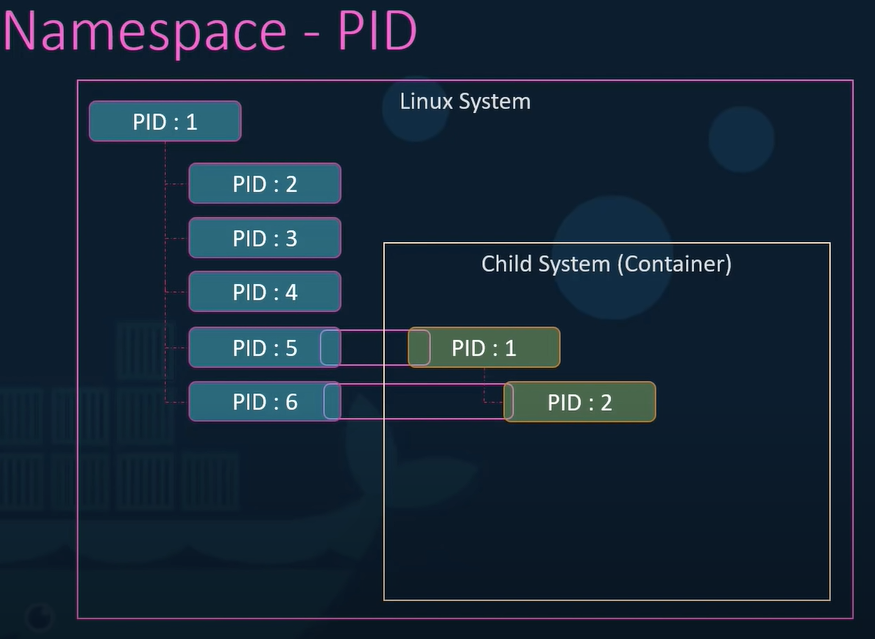 Namespace - PID
Linux System
PID : 1
PID : 2
PID : 3
PID : 4
PID : 5
PID : 6
Child System (Container)
PID : 1
PID : 2